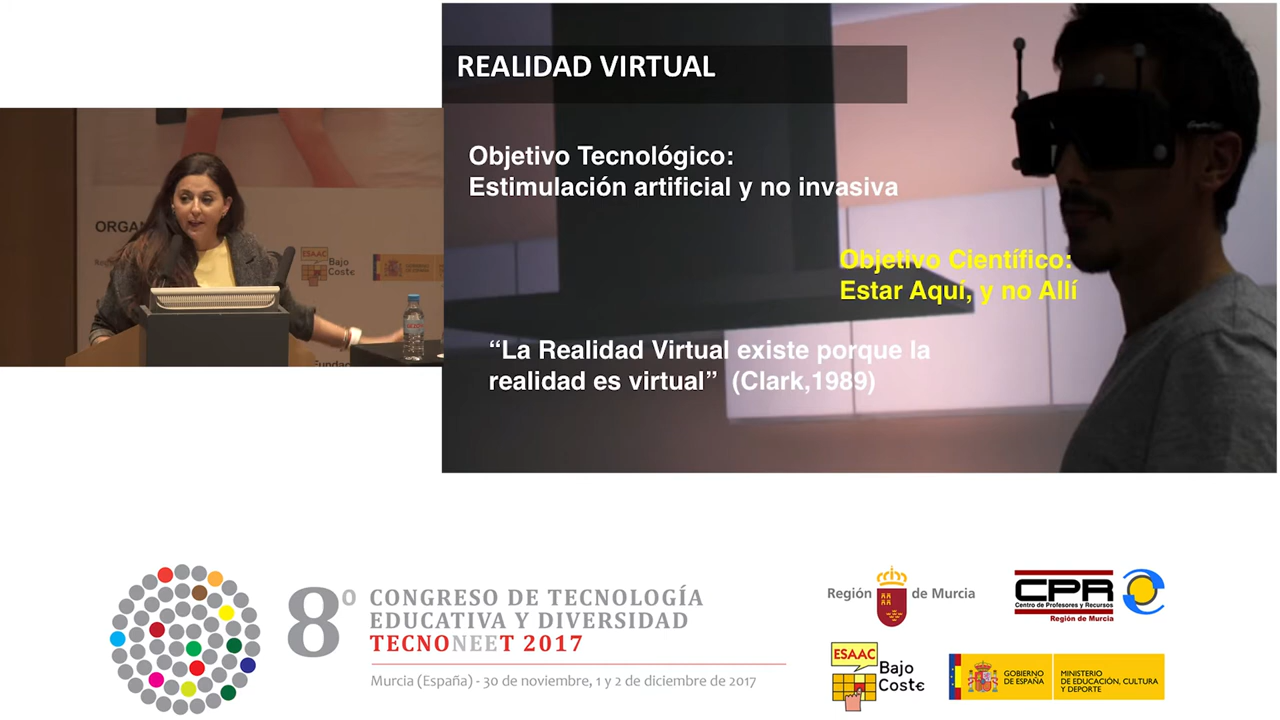 REALIDAD VIRTUAL
Objetivo Tecnológico:
Estimulación artificial y no invasiva
Objetivo Científico:
Estar Aquí, y no Allí
“La Realidad Virtual existe porque la
realidad es virtual” (Clark,1989)
ORGAN
ESAAC
Bajo
Coste
Fundac
8º
CONGRESO DE TECNOLOGÍA
EDUCATIVA Y DIVERSIDAD
TECNONEET 2017
Murcia (España) - 30 de noviembre, 1 y 2 de diciembre de 2017
Región de Murcia
CPR
Centro de Profesores y Recursos
Región de Murcia
ESAAC
Bajo
Cost€
GOBIERNO
DE ESPAÑA
MINISTERIO
DE EDUCACIÓN, CULTURA
Y DEPORTE